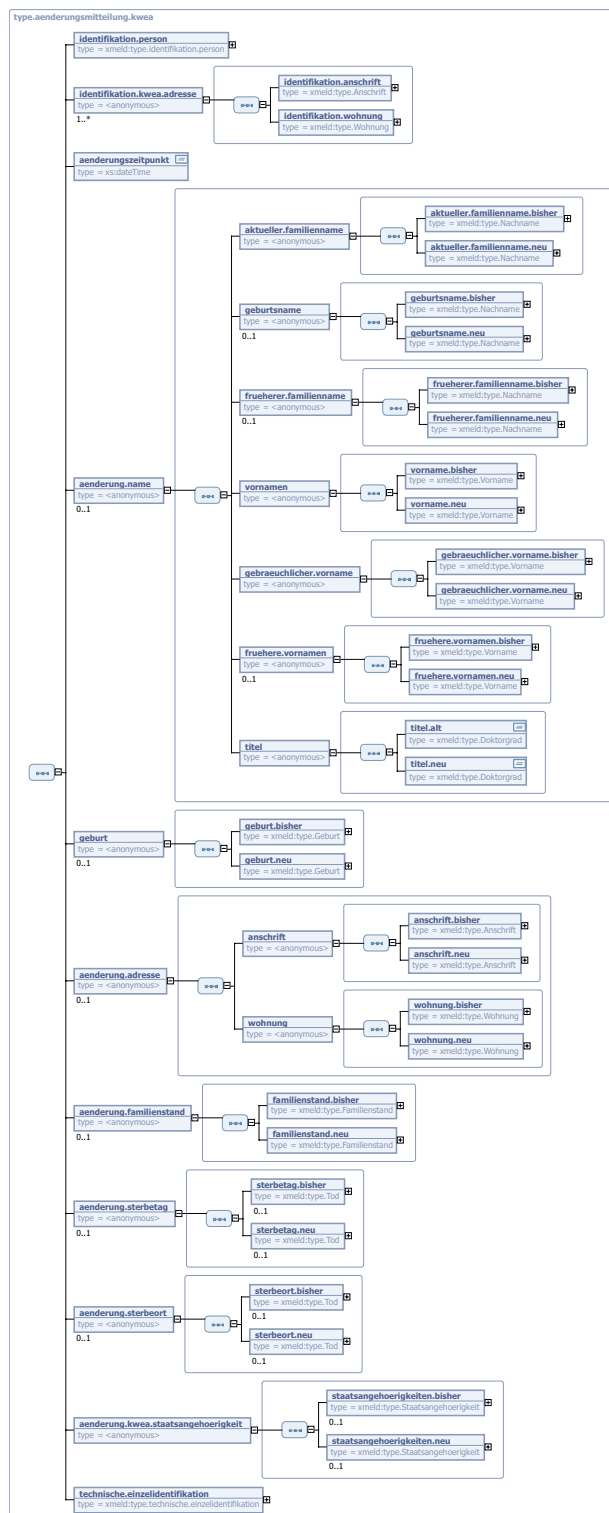 type.aenderungsmitteilung.kwea
identifikation.person
type = xmeld:type.identifikation.person
identifikation.kwea.adresse
type = <anonymous>
1..*
identifikation.anschrift
type = xmeld:type.Anschrift
identifikation.wohnung
type = xmeld:type.Wohnung
aenderungszeitpunkt
type = xs:dateTime
aenderung.name
type = <anonymous>
0..1
aktueller.familienname
type = <anonymous>
aktueller.familienname.bisher
type = xmeld:type.Nachname
aktueller.familienname.neu
type = xmeld:type.Nachname
geburtsname
type = <anonymous>
0..1
geburtsname.bisher
type = xmeld:type.Nachname
geburtsname.neu
type = xmeld:type.Nachname
frueherer.familienname
type = <anonymous>
0..1
frueherer.familienname.bisher
type = xmeld:type.Nachname
frueherer.familienname.neu
type = xmeld:type.Nachname
vornamen
type = <anonymous>
vorname.bisher
type = xmeld:type.Vorname
vorname.neu
type = xmeld:type.Vorname
gebraeuchlicher.vorname
type = <anonymous>
gebraeuchlicher.vorname.bisher
type = xmeld:type.Vorname
gebraeuchlicher.vorname.neu
type = xmeld:type.Vorname
fruehere.vornamen
type = <anonymous>
0..1
fruehere.vornamen.bisher
type = xmeld:type.Vorname
fruehere.vornamen.neu
type = xmeld:type.Vorname
titel
type = <anonymous>
titel.alt
type = xmeld:type.Doktorgrad
titel.neu
type = xmeld:type.Doktorgrad
geburt
type = <anonymous>
0..1
geburt.bisher
type = xmeld:type.Geburt
geburt.neu
type = xmeld:type.Geburt
aenderung.adresse
type = <anonymous>
0..1
anschrift
type = <anonymous>
anschrift.bisher
type = xmeld:type.Anschrift
anschrift.neu
type = xmeld:type.Anschrift
wohnung
type = <anonymous>
wohnung.bisher
type = xmeld:type.Wohnung
wohnung.neu
type = xmeld:type.Wohnung
aenderung.familienstand
type = <anonymous>
0..1
familienstand.bisher
type = xmeld:type.Familienstand
familienstand.neu
type = xmeld:type.Familienstand
aenderung.sterbetag
type = <anonymous>
0..1
sterbetag.bisher
type = xmeld:type.Tod
0..1
sterbetag.neu
type = xmeld:type.Tod
0..1
aenderung.sterbeort
type = <anonymous>
0..1
sterbeort.bisher
type = xmeld:type.Tod
0..1
sterbeort.neu
type = xmeld:type.Tod
0..1
aenderung.kwea.staatsangehoerigkeit
type = <anonymous>
staatsangehoerigkeiten.bisher
type = xmeld:type.Staatsangehoerigkeit
0..1
staatsangehoerigkeiten.neu
type = xmeld:type.Staatsangehoerigkeit
0..1
technische.einzelidentifikation
type = xmeld:type.technische.einzelidentifikation